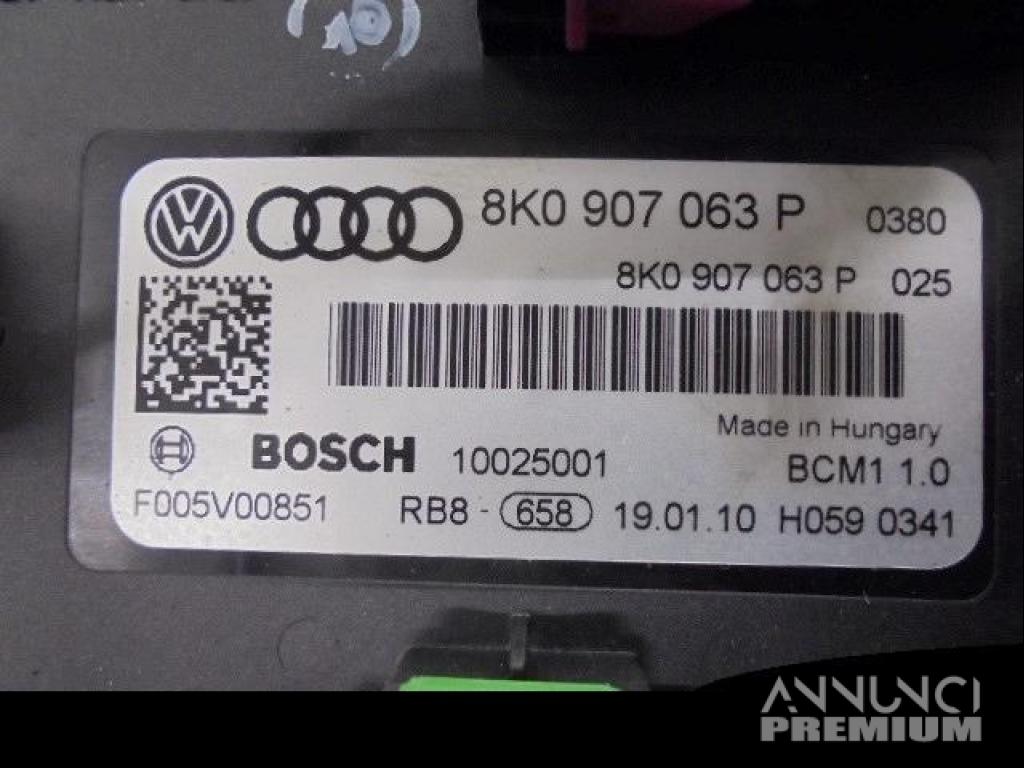 (10)
8K0 907 063 P 0380
8K0 907 063 P 025
Made in Hungary
BOSCH 10025001 BCM1 1.0
F005V00851 RB8 - 658 19.01.10 H059 0341
ANNUNCI
PREMIUM